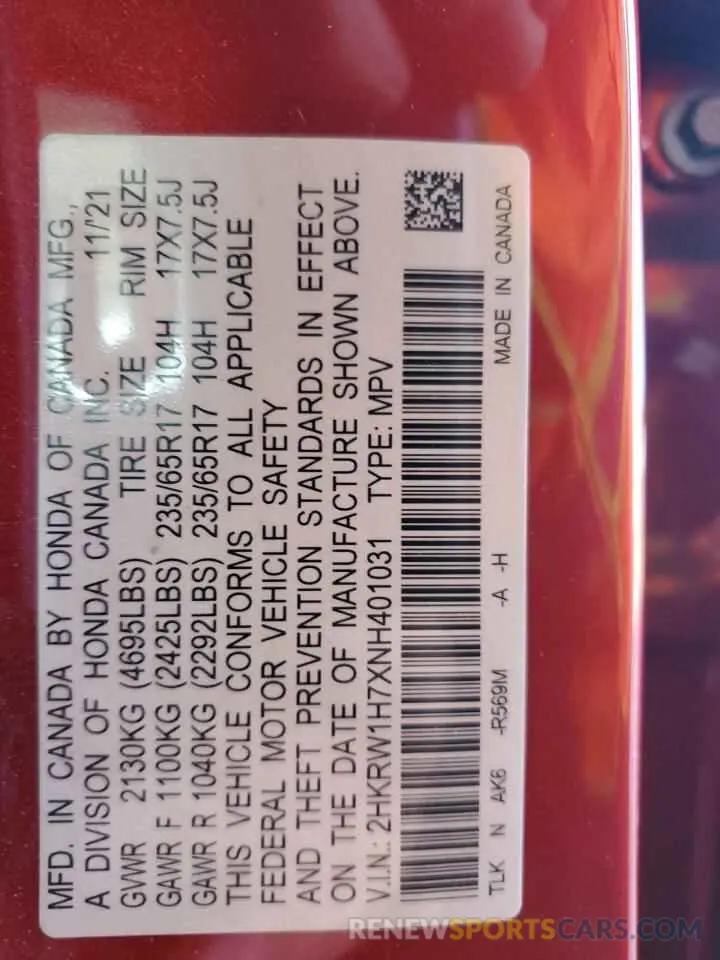 MFD. IN CANADA BY HONDA OF CANADA MFG.,
A DIVISION OF HONDA CANADA INC. 11/'21
GVWR 2130KG (4695LBS) TIRE SIZE RIM SIZE
GAWR F 1100KG (2425LBS) 235/65R17 104H 17X7.5J
GAWR R 1040KG (2292LBS) 235/65R17 104H 17X7.5J
THIS VEHICLE CONFORMS TO ALL APPLICABLE
FEDERAL MOTOR VEHICLE SAFETY
AND THEFT PREVENTION STANDARDS IN EFFECT
ON THE DATE OF MANUFACTURE SHOWN ABOVE.
V.I.N.: 2HKRW1H7XNH401031 TYPE: MPV
TLK N AK6 -R569M -A -H MADE IN CANADA
RENEWSPORTSCARS.COM